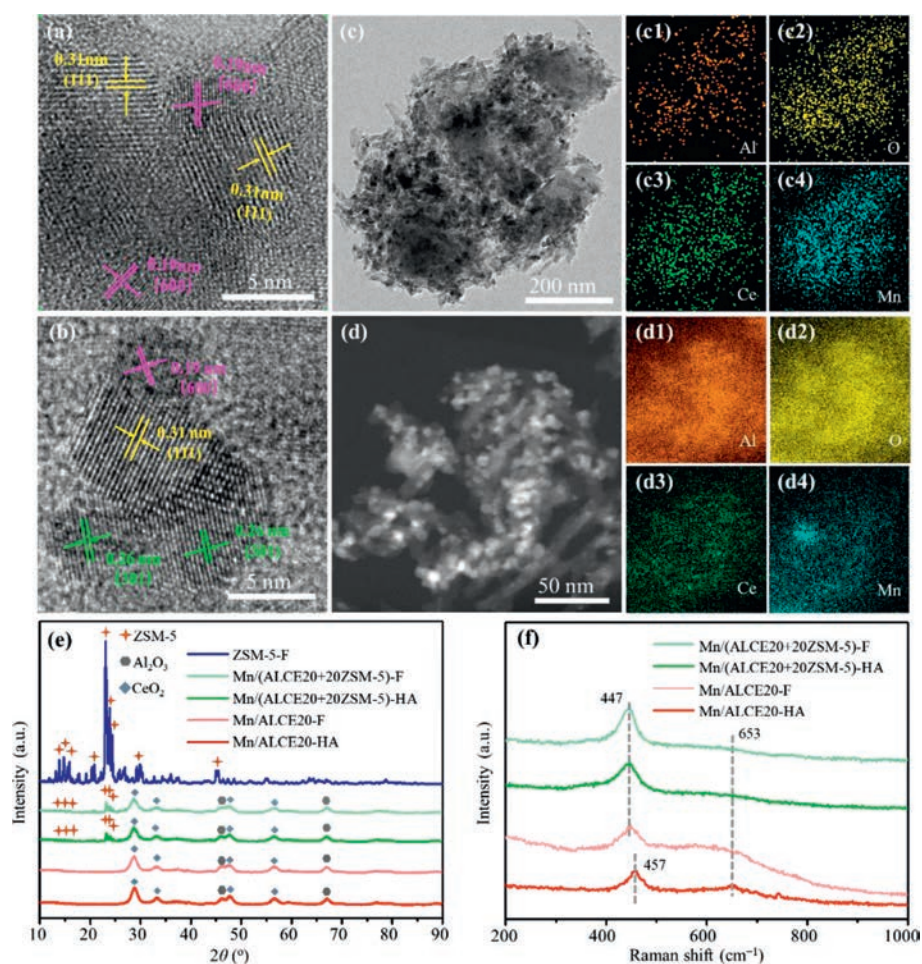 (a)
0.31nm
(111)
0.31nm
(111)
5 nm
(c)
200 nm
(c1)
Al
(c2)
O
(c3)
Ce
(c4)
Mn
(b)
0.31 nm
(111)
5 nm
(d)
50 nm
(d1)
Al
(d2)
O
(d3)
Ce
(d4)
Mn
(e)
ZSM-5
Al₂O₃
CeO₂
ZSM-5-F
Mn/(ALCE20+20ZSM-5)-F
Mn/(ALCE20+20ZSM-5)-HA
Mn/ALCE20-F
Mn/ALCE20-HA
Intensity (a.u.)
10 20 30 40 50 60 70 80 90
2θ (º)
(f)
Mn/(ALCE20+20ZSM-5)-F
Mn/(ALCE20+20ZSM-5)-HA
Mn/ALCE20-F
Mn/ALCE20-HA
447
653
457
Intensity (a.u.)
200 400 600 800 1000
Raman shift (cm⁻¹)